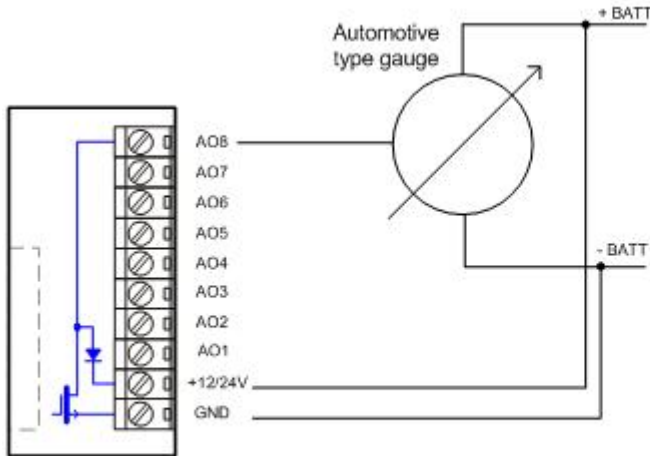 + BATT
Automotive
type gauge
AO8
AO7
AO6
AO5
- BATT
AO4
AO3
AO2
AO1
+12/24V
GND